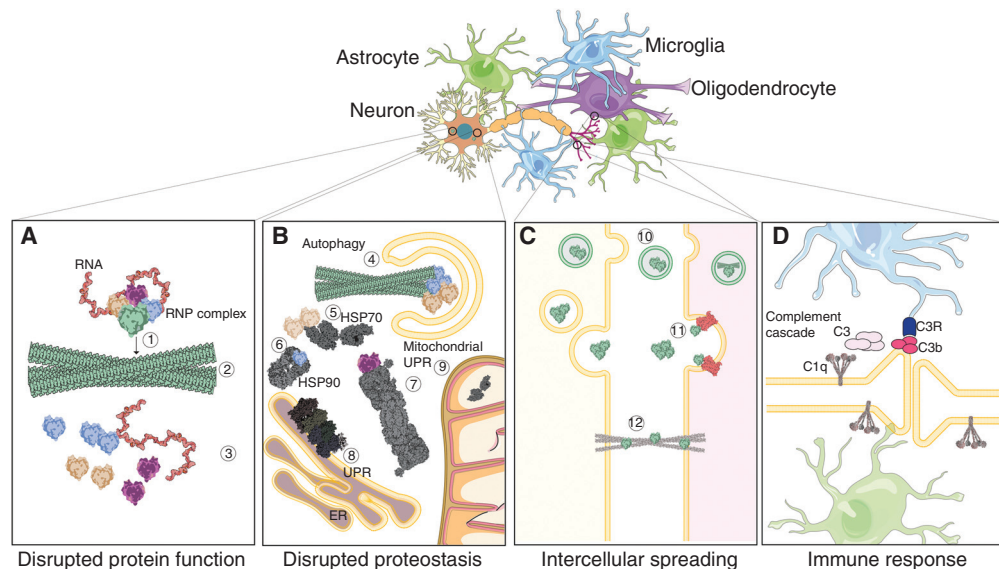 Astrocyte
Microglia
Neuron
Oligodendrocyte
A
RNA
RNP complex
1
2
3
Disrupted protein function
B
Autophagy
4
5
HSP70
6
HSP90
Mitochondrial
UPR 9
7
8
UPR
ER
Disrupted proteostasis
C
10
11
12
Intercellular spreading
D
Complement
cascade
C3
C3R
C3b
C1q
Immune response